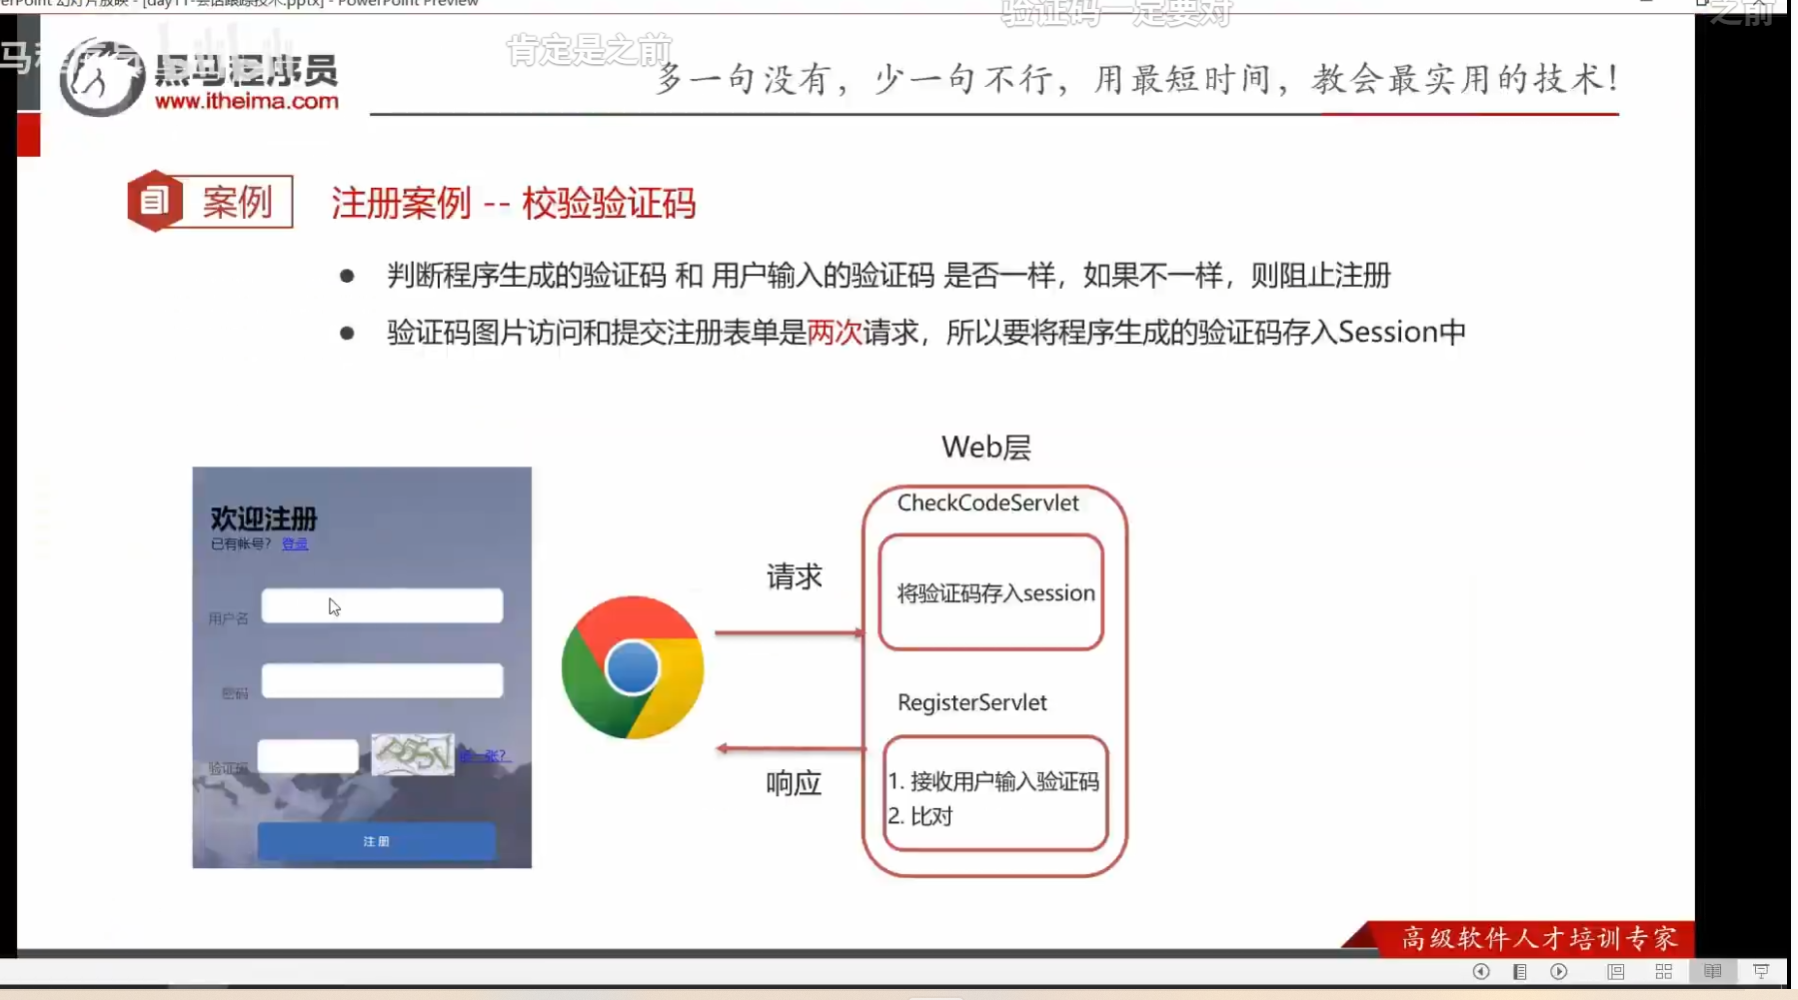 [day11-会话跟踪技术.pptx] - PowerPoint Preview
验证码一定要对
之前
肯定是之前
黑马程序员
www.itheima.com
多一句没有，少一句不行，用最短时间，教会最实用的技术！
案例
注册案例 -- 校验验证码
● 判断程序生成的验证码 和 用户输入的验证码 是否一样，如果不一样，则阻止注册
● 验证码图片访问和提交注册表单是两次请求，所以要将程序生成的验证码存入Session中
Web层
CheckCodeServlet
将验证码存入session
RegisterServlet
1. 接收用户输入验证码
2. 比对
请求
响应
欢迎注册
已有帐号？ 登录
用户名
密码
验证码
张？
注册
高级软件人才培训专家